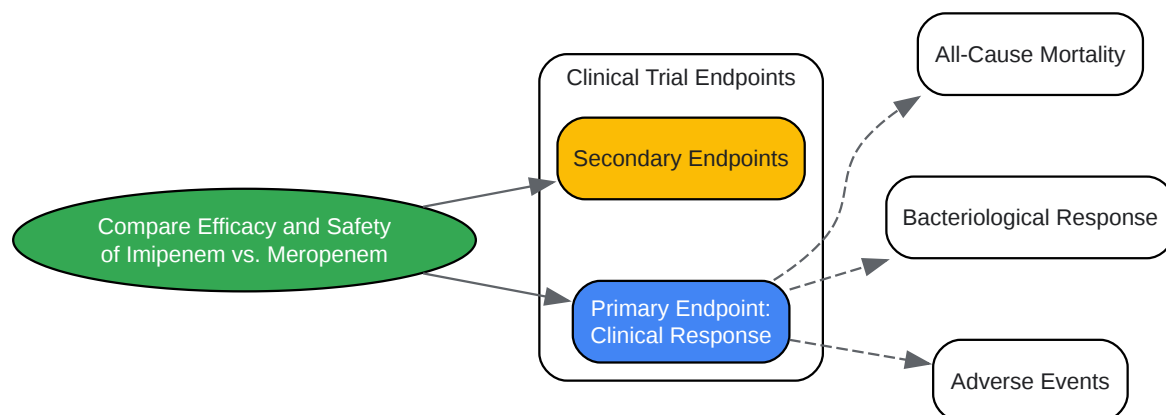 Compare Efficacy and Safety
of Imipenem vs. Meropenem
Clinical Trial Endpoints
Secondary Endpoints
Primary Endpoint:
Clinical Response
All-Cause Mortality
Bacteriological Response
Adverse Events